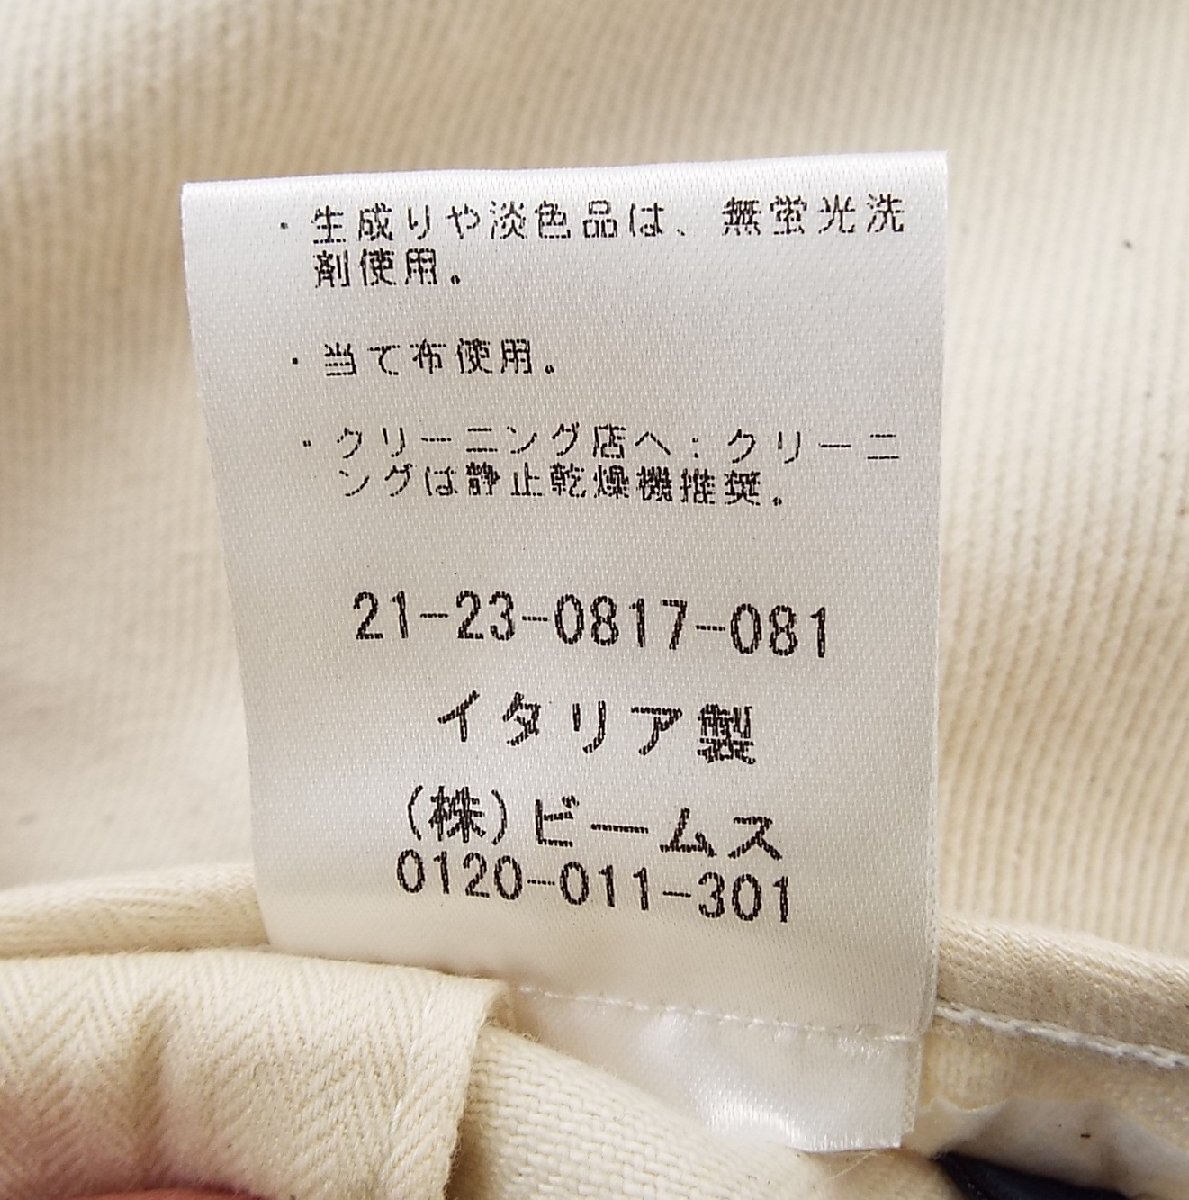 ・生成りや淡色品は、無蛍光洗
剤使用。
・当て布使用。
・クリーニング店へ：クリーニ
ングは静止乾燥機推奨。
21-23-0817-081
イタリア製
(株)ビームス
0120-011-301